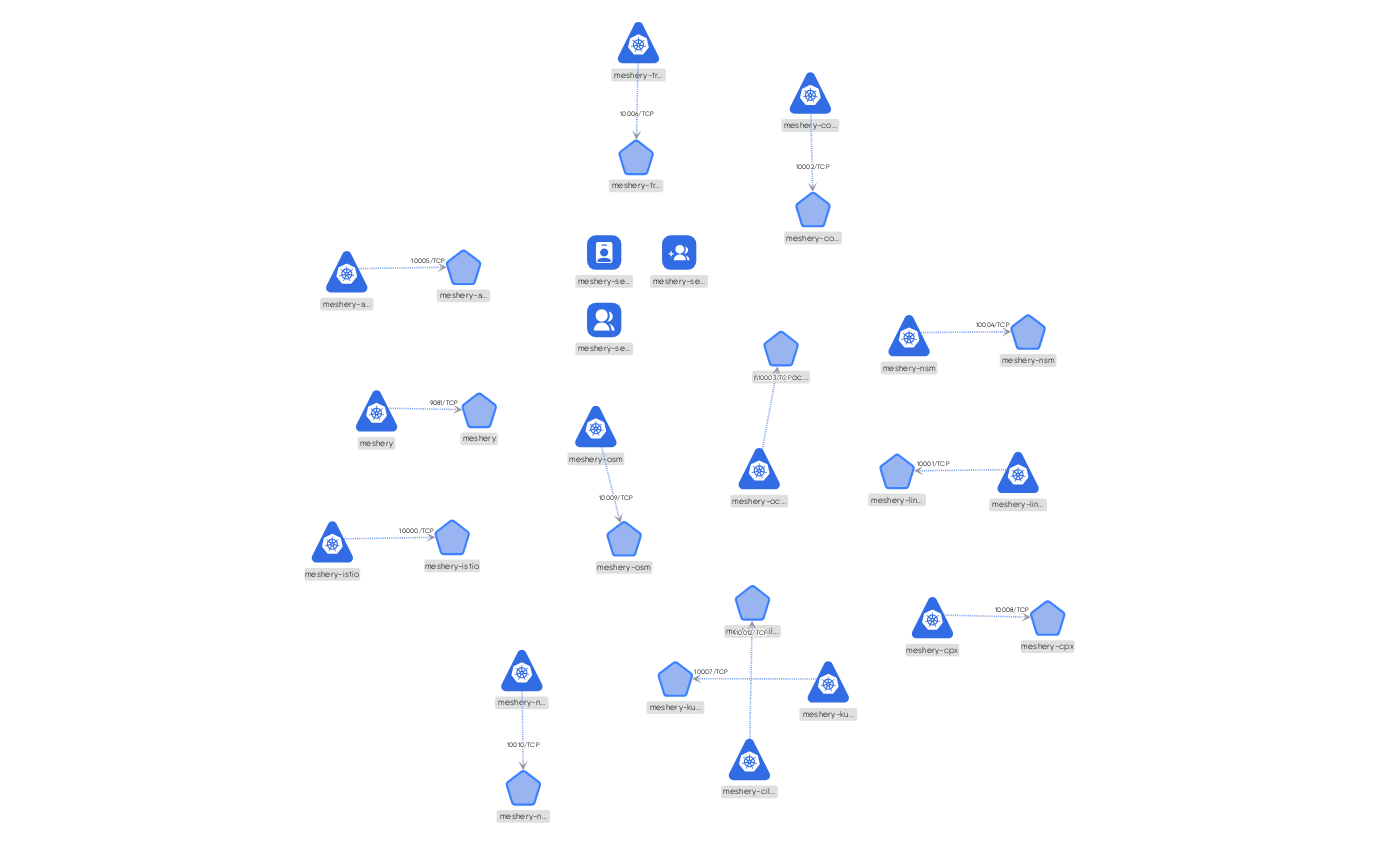 meshery-tr...
10006/TCP
meshery-tr...
meshery-co...
10002/TCP
meshery-co...
10005/TCP
meshery-a...
meshery-a...
meshery-se...
meshery-se...
meshery-se...
10004/TCP
meshery-nsm
meshery-nsm
10003/TCP
meshery-oc...
9081/TCP
meshery
meshery
meshery-osm
10009/TCP
meshery-osm
10001/TCP
meshery-lin...
meshery-lin...
10000/TCP
meshery-istio
meshery-istio
10012/TCP
meshery-cil...
10007/TCP
meshery-ku...
meshery-ku...
10008/TCP
meshery-cpx
meshery-cpx
meshery-n...
10010/TCP
meshery-n...